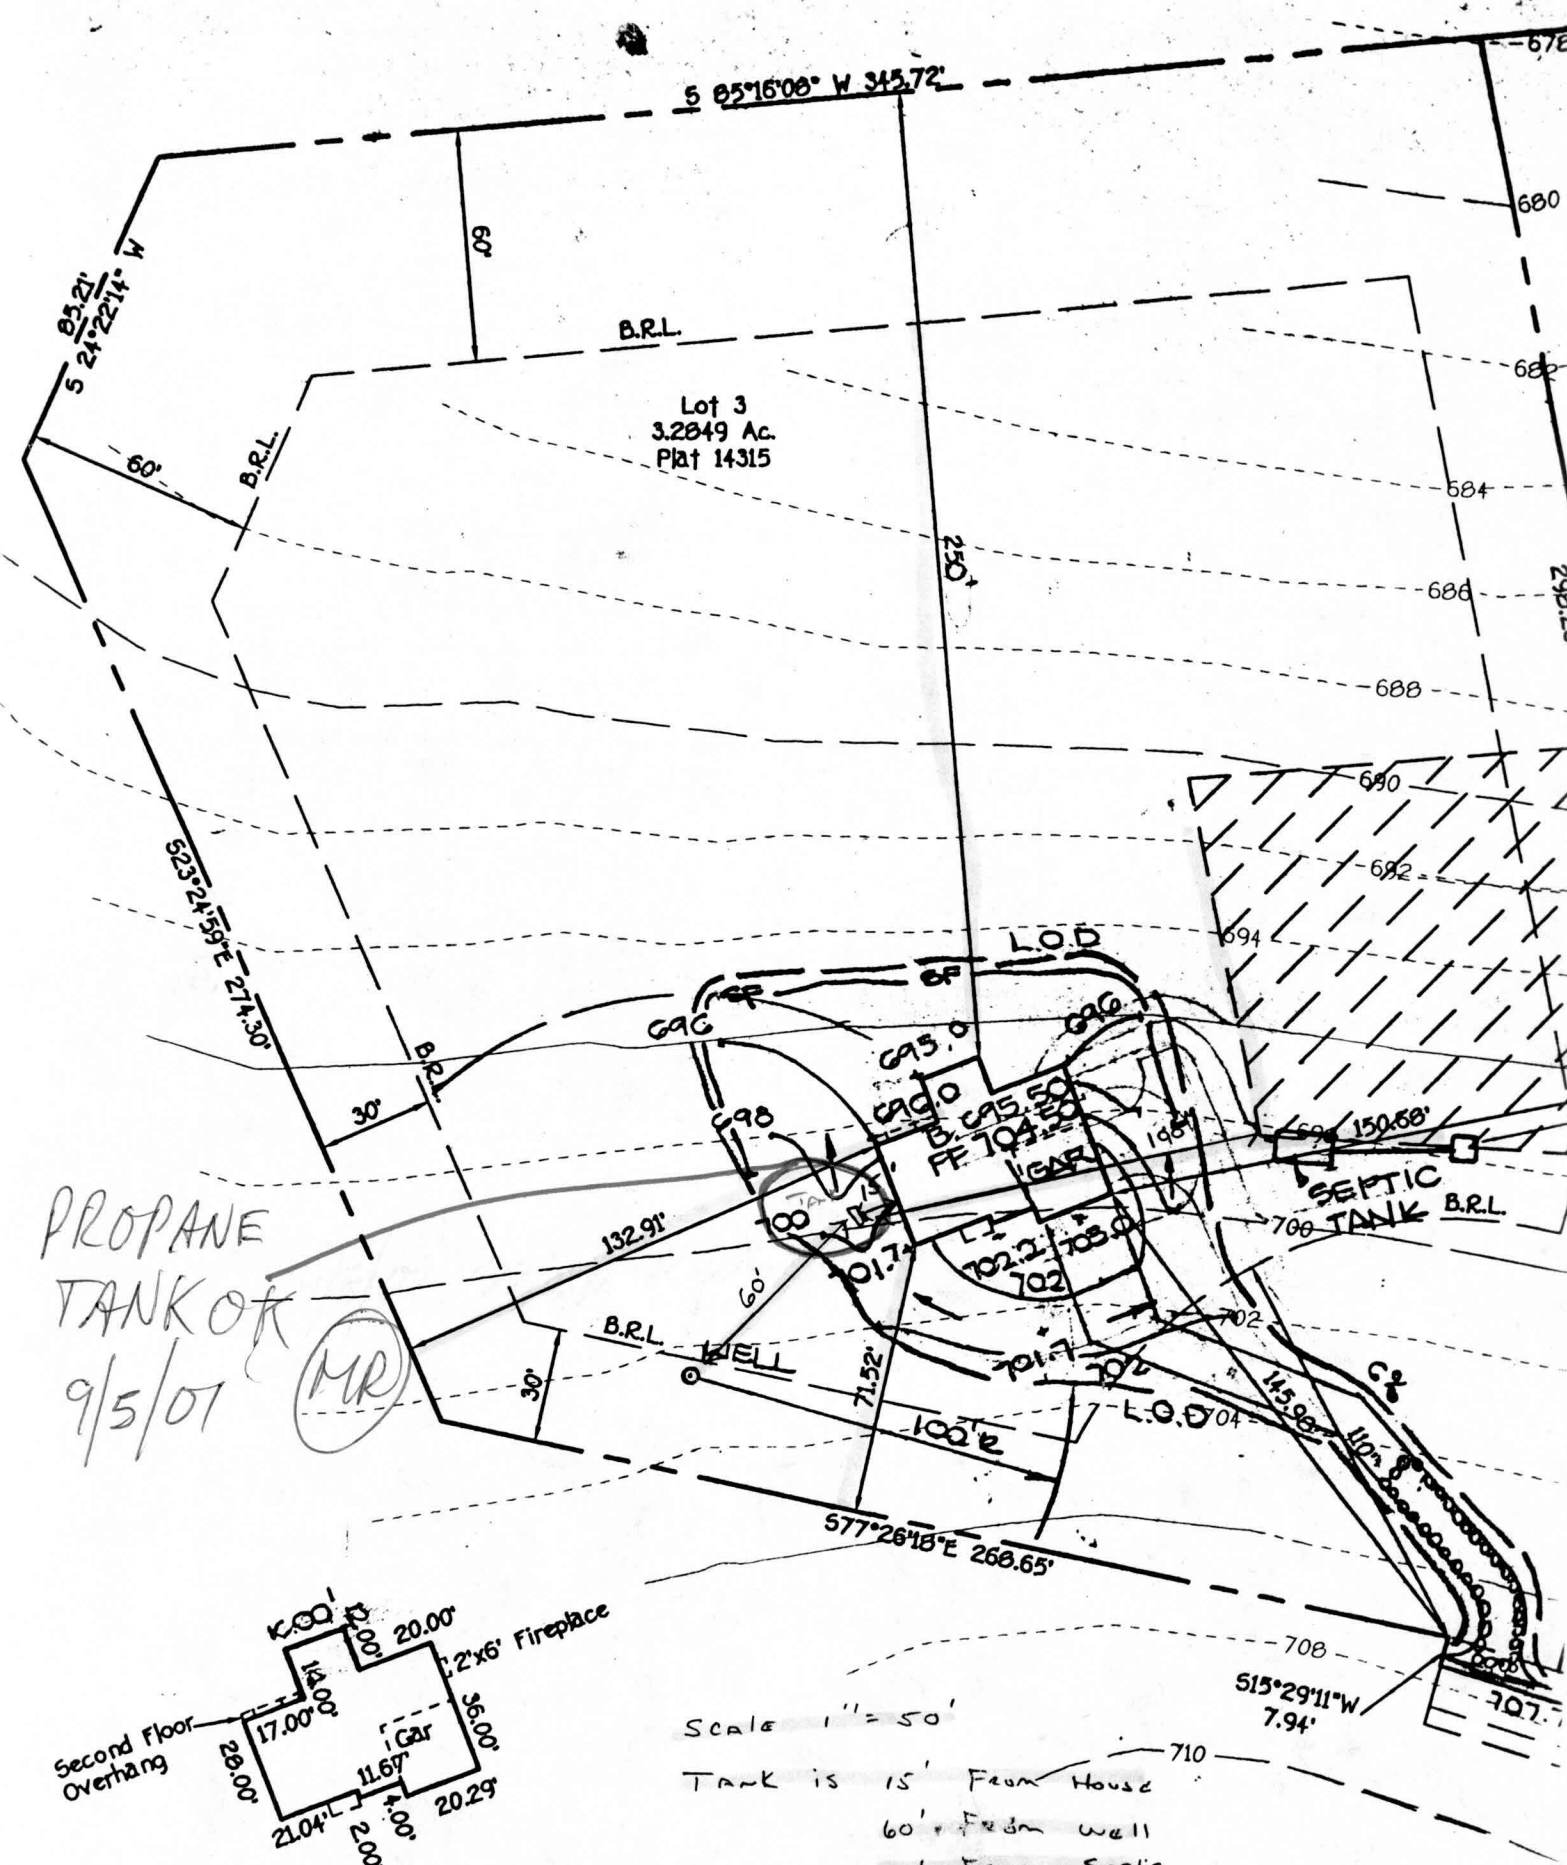 678
S 85°16'08" W 345.72'
680
60'
85.21'
S 24°22'14" W
B.R.L.
682
Lot 3
3.2849 Ac.
Plat 14315
60'
B.R.L.
684
250'
686
688
690
692
S23°24'59"E 274.30'
694
L.O.D
SF
SF
696
696
695.0
B.R.L.
30'
696.0
B. 695.50
FF 704.50
698
150.68'
GAR
SEPTIC
TANK
B.R.L.
PROPANE
TANK OK
9/5/01
MR
TANK
15'
700
700
132.91'
701.7
702.2
703.0
702
60'
702
B.R.L.
WELL
30'
71.52'
701.7
702
L.O.D
704
100'R
145.90
S77°26'18"E 268.65'
708
S15°29'11"W
7.94'
707.
710
12.00'
20.00'
2'x6' Fireplace
14.00'
17.00'
36.00'
Second Floor
Overhang
Gar
28.00'
11.67'
4.00'
20.29'
21.04'
2.00'
Scale 1" = 50'
Tank is 15' From House
60' From Well